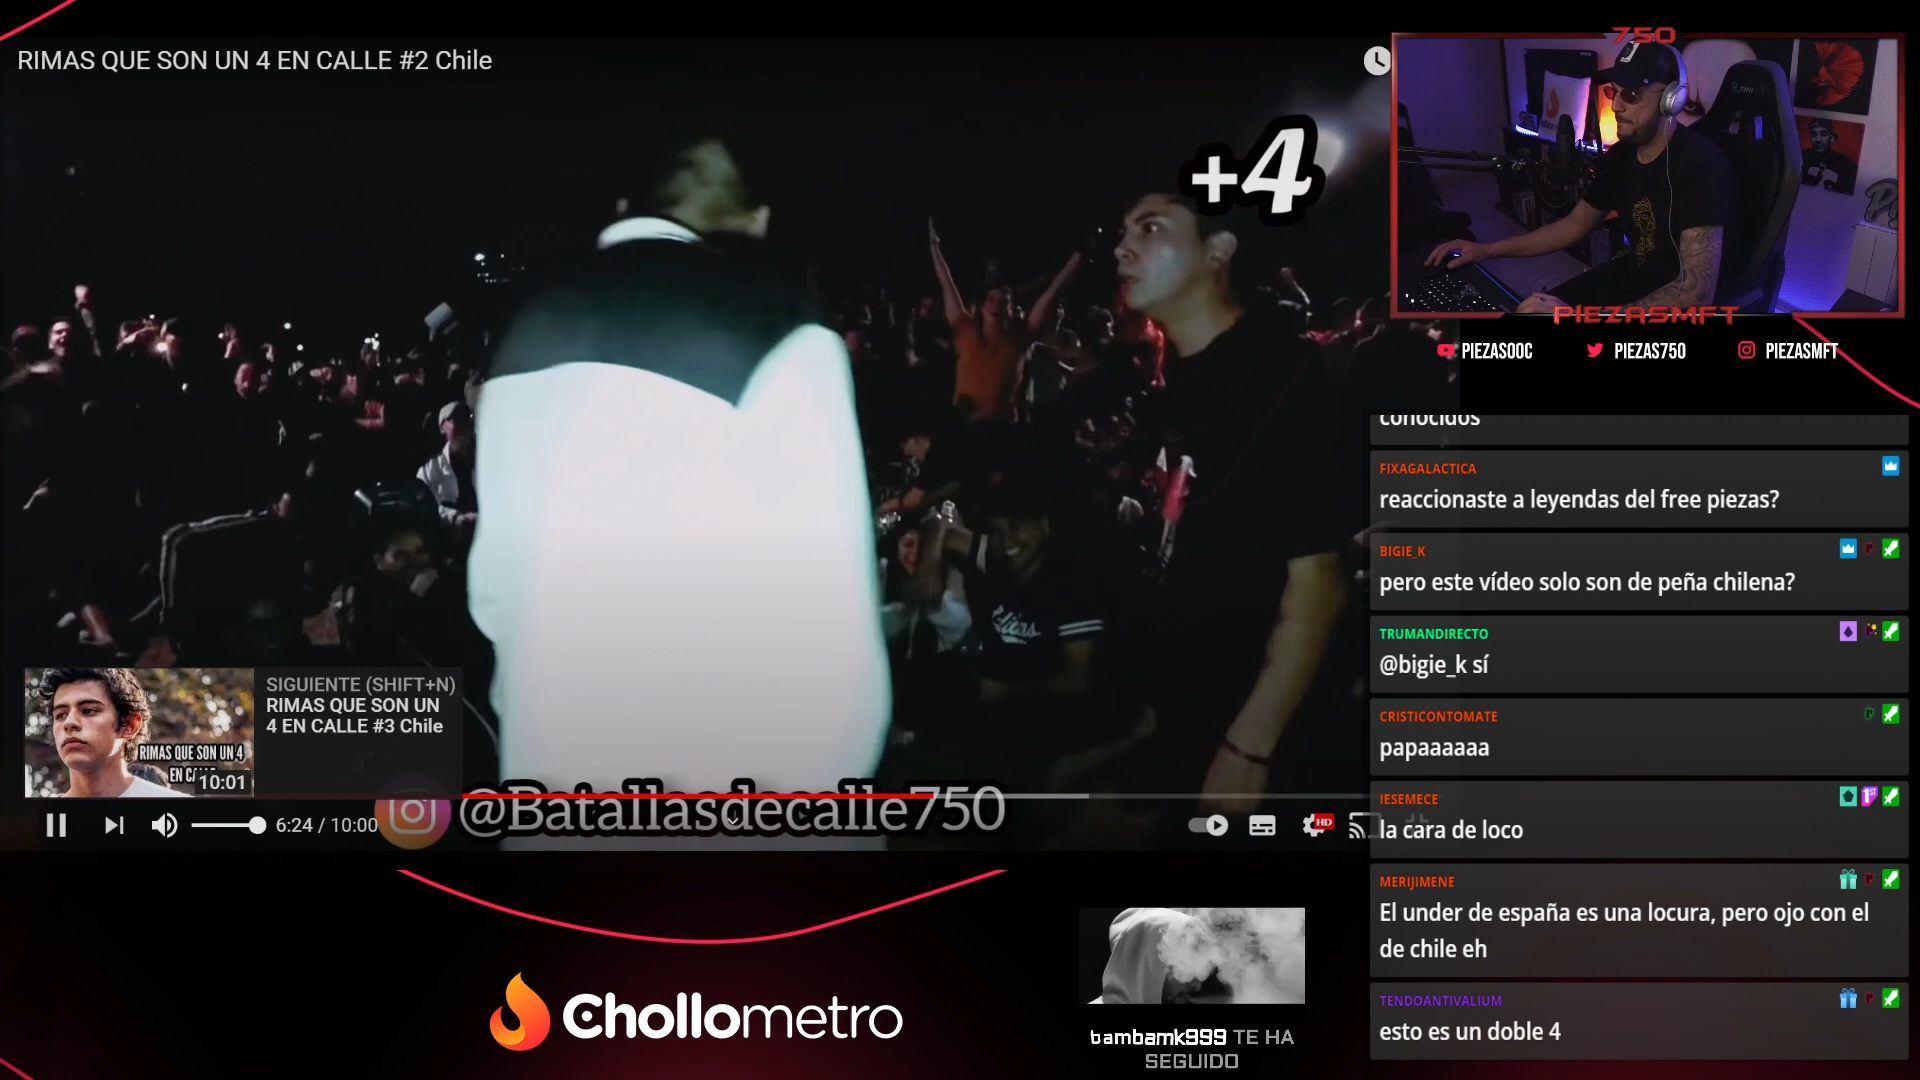 RIMAS QUE SON UN 4 EN CALLE #2 Chile
+4
750
PIEZASMFT
PIEZASOOC
PIEZAS750
PIEZASMFT
conocidos
FIXAGALACTICA
reaccionaste a leyendas del free piezas?
BIGIE_K
pero este vídeo solo son de peña chilena?
TRUMANDIRECTO
@bigie_k sí
CRISTICONTOMATE
papaaaaaa
IESEMECE
la cara de loco
MERIJIMENE
El under de españa es una locura, pero ojo con el
de chile eh
TENDOANTIVALIUM
esto es un doble 4
SIGUIENTE (SHIFT+N)
RIMAS QUE SON UN
4 EN CALLE #3 Chile
RIMAS QUE SON UN 4
10:01
@Batallasdecalle750
6:24 / 10:00
HD
Chollometro
bambamk999 TE HA
SEGUIDO